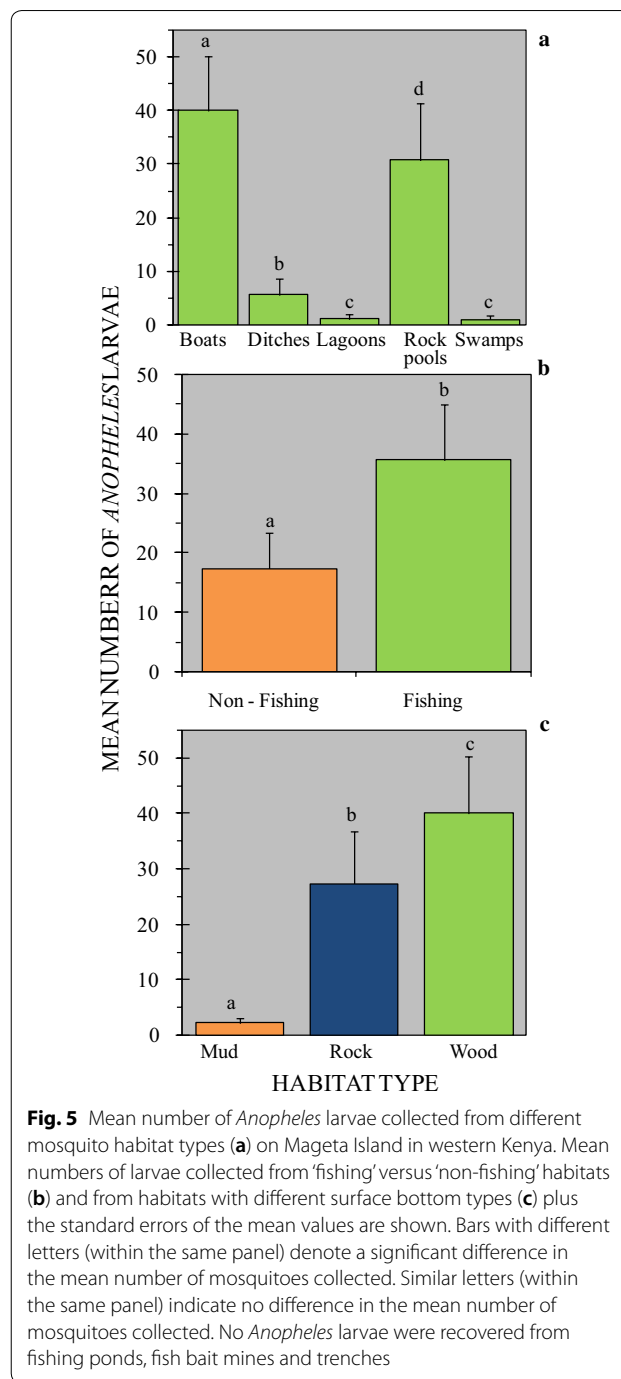 a
50
40
30
20
10
0
a
b
c
d
c
Boats Ditches Lagoons Rock pools Swamps
b
50
40
30
20
10
0
a
b
Non - Fishing Fishing
c
50
40
30
20
10
0
a
b
c
Mud Rock Wood
MEAN NUMBERR OF ANOPHELES LARVAE
HABITAT TYPE
Fig. 5 Mean number of Anopheles larvae collected from different
mosquito habitat types (a) on Mageta Island in western Kenya. Mean
numbers of larvae collected from ‘fishing’ versus ‘non-fishing’ habitats
(b) and from habitats with different surface bottom types (c) plus
the standard errors of the mean values are shown. Bars with different
letters (within the same panel) denote a significant difference in
the mean number of mosquitoes collected. Similar letters (within
the same panel) indicate no difference in the mean number of
mosquitoes collected. No Anopheles larvae were recovered from
fishing ponds, fish bait mines and trenches